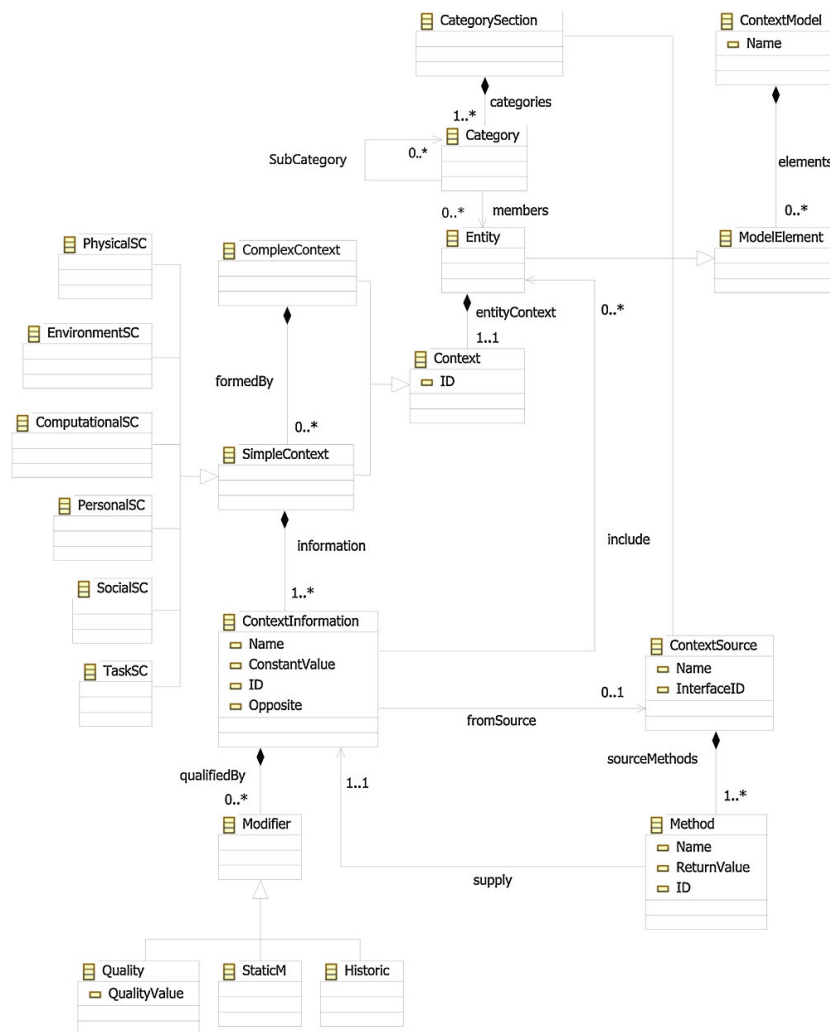 CategorySection
ContextModel
Name
categories
1..*
Category
SubCategory
0..*
elements
0..*
members
0..*
PhysicalSC
ComplexContext
Entity
ModelElement
entityContext
0..*
1..1
EnvironmentSC
Context
ID
formedBy
0..*
ComputationalSC
SimpleContext
PersonalSC
information
include
SocialSC
1..*
ContextInformation
Name
ConstantValue
ID
Opposite
ContextSource
Name
InterfaceID
TaskSC
0..1
fromSource
sourceMethods
qualifiedBy
1..1
0..*
1..*
Modifier
Method
Name
ReturnValue
ID
supply
Quality
QualityValue
StaticM
Historic